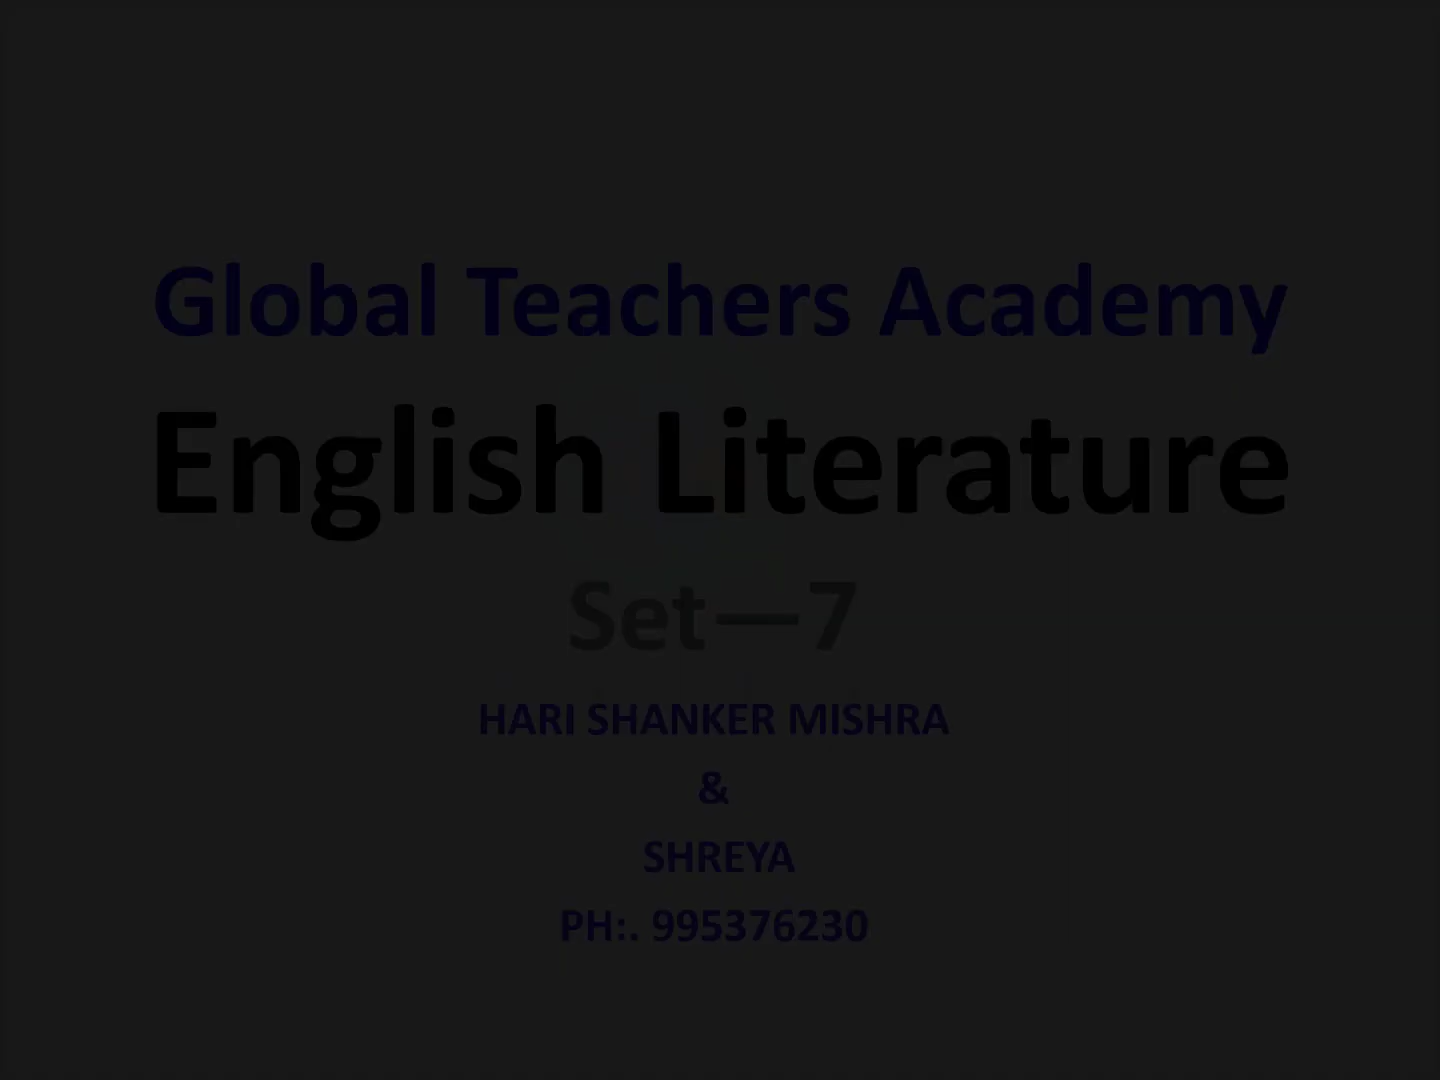 Global Teachers Academy
English Literature
Set—7
HARI SHANKER MISHRA
&
SHREYA
PH:. 995376230